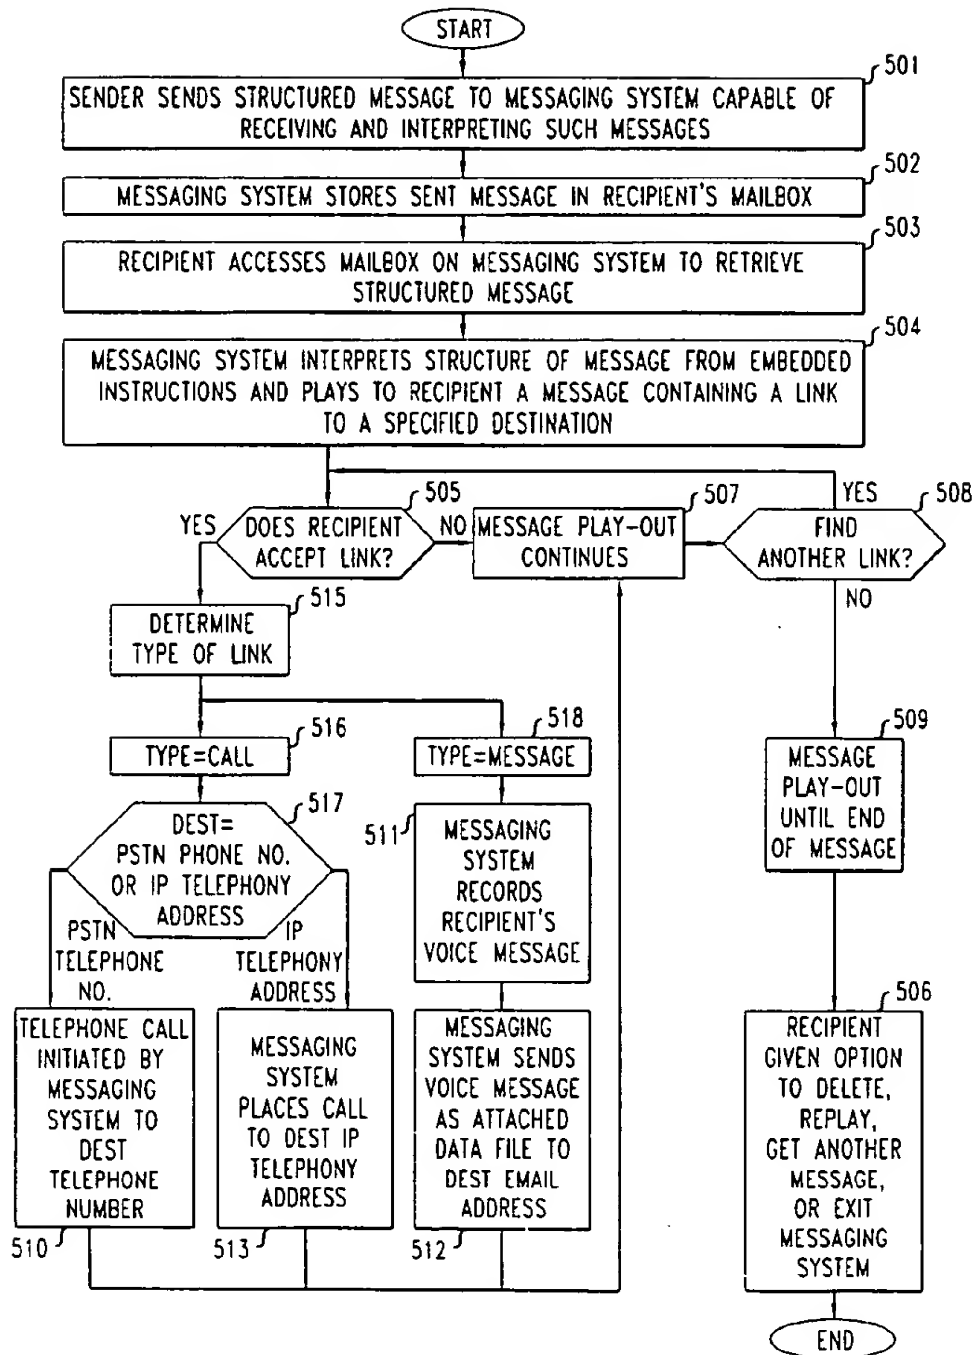 START
501
SENDER SENDS STRUCTURED MESSAGE TO MESSAGING SYSTEM CAPABLE OF
RECEIVING AND INTERPRETING SUCH MESSAGES
502
MESSAGING SYSTEM STORES SENT MESSAGE IN RECIPIENT'S MAILBOX
503
RECIPIENT ACCESSES MAILBOX ON MESSAGING SYSTEM TO RETRIEVE
STRUCTURED MESSAGE
504
MESSAGING SYSTEM INTERPRETS STRUCTURE OF MESSAGE FROM EMBEDDED
INSTRUCTIONS AND PLAYS TO RECIPIENT A MESSAGE CONTAINING A LINK
TO A SPECIFIED DESTINATION
505
YES
DOES RECIPIENT
ACCEPT LINK?
NO
507
MESSAGE PLAY-OUT
CONTINUES
YES
508
FIND
ANOTHER LINK?
NO
515
DETERMINE
TYPE OF LINK
516
TYPE=CALL
518
TYPE=MESSAGE
517
DEST=
PSTN PHONE NO.
OR IP TELEPHONY
ADDRESS
PSTN
TELEPHONE
NO.
IP
TELEPHONY
ADDRESS
511
MESSAGING
SYSTEM
RECORDS
RECIPIENT'S
VOICE MESSAGE
509
MESSAGE
PLAY-OUT
UNTIL END
OF MESSAGE
TELEPHONE CALL
INITIATED BY
MESSAGING
SYSTEM TO
DEST
TELEPHONE
NUMBER
510
MESSAGING
SYSTEM
PLACES CALL
TO DEST IP
TELEPHONY
ADDRESS
513
MESSAGING
SYSTEM SENDS
VOICE MESSAGE
AS ATTACHED
DATA FILE TO
DEST EMAIL
ADDRESS
512
506
RECIPIENT
GIVEN OPTION
TO DELETE,
REPLAY,
GET ANOTHER
MESSAGE,
OR EXIT
MESSAGING
SYSTEM
END